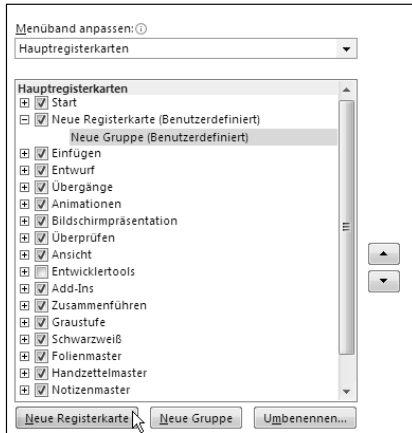 Menüband anpassen:
Hauptregisterkarten
Hauptregisterkarten
Start
Neue Registerkarte (Benutzerdefiniert)
Neue Gruppe (Benutzerdefiniert)
Einfügen
Entwurf
Übergänge
Animationen
Bildschirmpräsentation
Überprüfen
Ansicht
Entwicklertools
Add-Ins
Zusammenführen
Graustufe
Schwarzweiß
Folienmaster
Handzettelmaster
Notizenmaster
Neue Registerkarte Neue Gruppe Umbenennen...